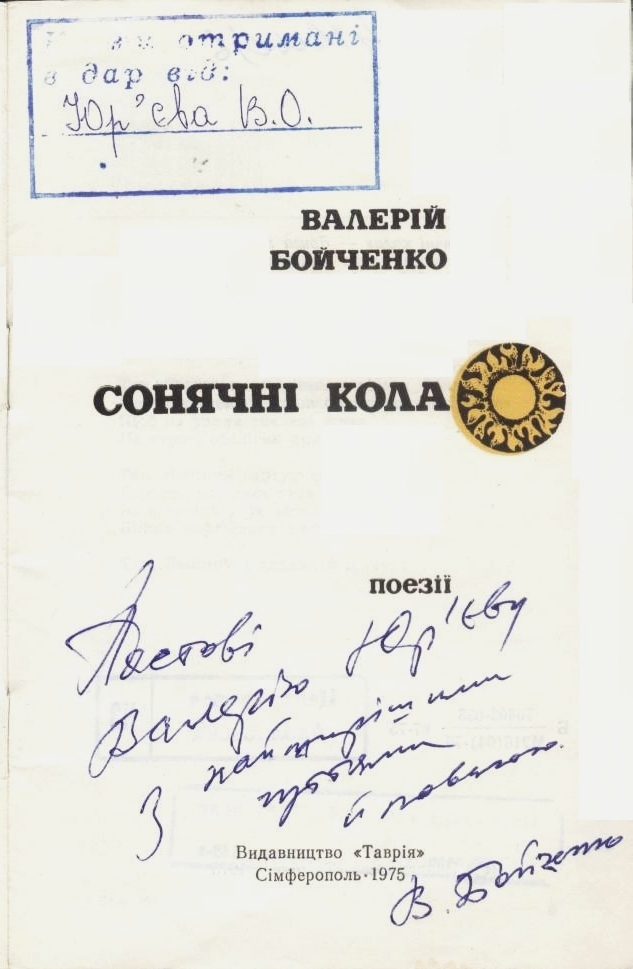 отримані
в дар від:
Юр'єва В.О.
ВАЛЕРІЙ
БОЙЧЕНКО
СОНЯЧНІ КОЛА
поезії
Поетові Юр'єву
Валерію
З найщирішими
й повагою.
Видавництво «Таврія»
Сімферополь·1975
В. Бойченко